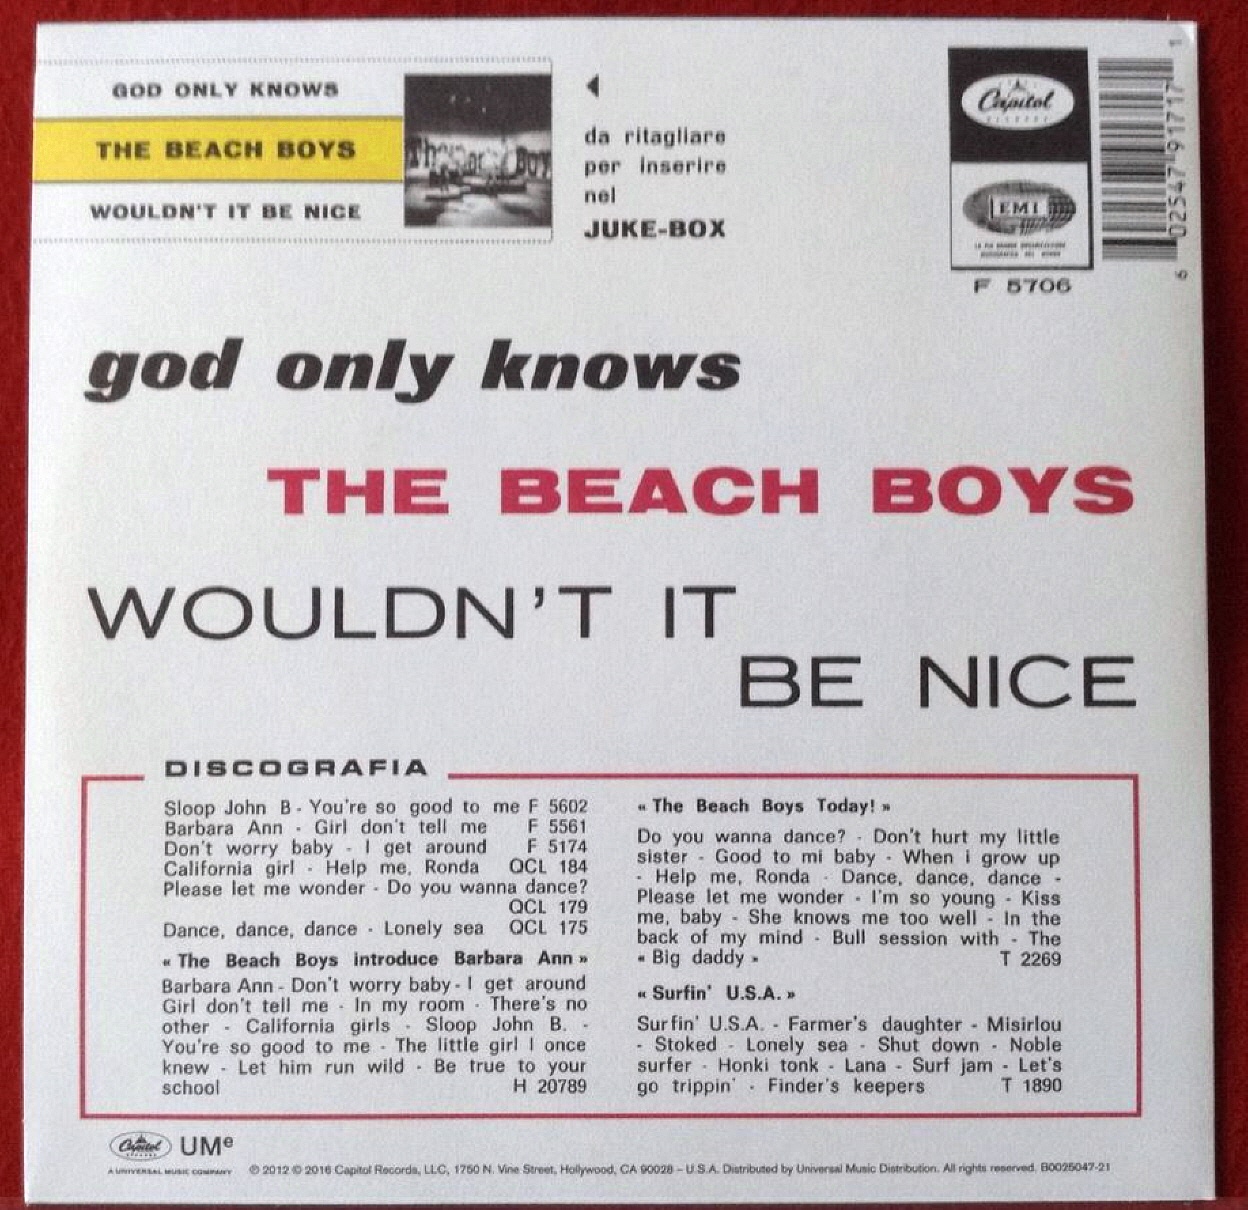 GOD ONLY KNOWS
THE BEACH BOYS
WOULDN'T IT BE NICE
da ritagliare
per inserire
nel
JUKE-BOX
Capitol
RECORDS
EMI
F 5706
6 02547 91717 1
god only knows
THE BEACH BOYS
WOULDN'T IT
BE NICE
DISCOGRAFIA
Sloop John B - You're so good to me F 5602
Barbara Ann - Girl don't tell me F 5561
Don't worry baby - I get around F 5174
California girl - Help me, Ronda QCL 184
Please let me wonder - Do you wanna dance?
QCL 179
Dance, dance, dance - Lonely sea QCL 175
« The Beach Boys introduce Barbara Ann »
Barbara Ann - Don't worry baby - I get around
Girl don't tell me - In my room - There's no
other - California girls - Sloop John B. -
You're so good to me - The little girl I once
knew - Let him run wild - Be true to your
school H 20789
« The Beach Boys Today! »
Do you wanna dance? - Don't hurt my little
sister - Good to mi baby - When i grow up
- Help me, Ronda - Dance, dance, dance -
Please let me wonder - I'm so young - Kiss
me, baby - She knows me too well - In the
back of my mind - Bull session with - The
« Big daddy » T 2269
« Surfin' U.S.A. »
Surfin' U.S.A. - Farmer's daughter - Misirlou
- Stoked - Lonely sea - Shut down - Noble
surfer - Honki tonk - Lana - Surf jam - Let's
go trippin' - Finder's keepers T 1890
Capitol UMe
A UNIVERSAL MUSIC COMPANY
℗ 2012 © 2016 Capitol Records, LLC, 1750 N. Vine Street, Hollywood, CA 90028 – U.S.A. Distributed by Universal Music Distribution. All rights reserved. B0025047-21